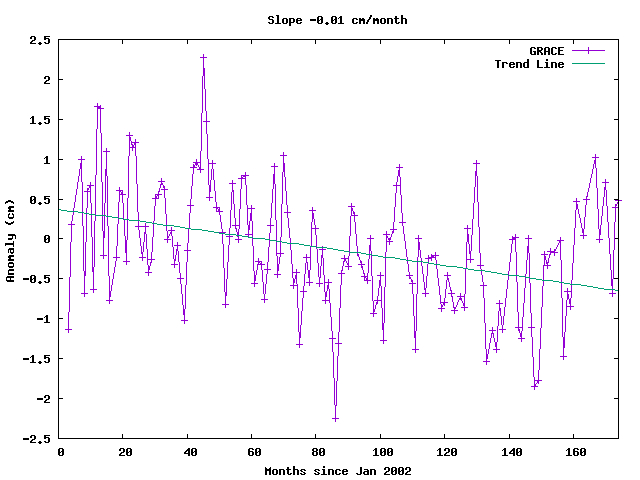 Slope -0.01 cm/month
GRACE
Trend Line
Anomaly (cm)
2.5
2
1.5
1
0.5
0
-0.5
-1
-1.5
-2
-2.5
0 20 40 60 80 100 120 140 160
Months since Jan 2002